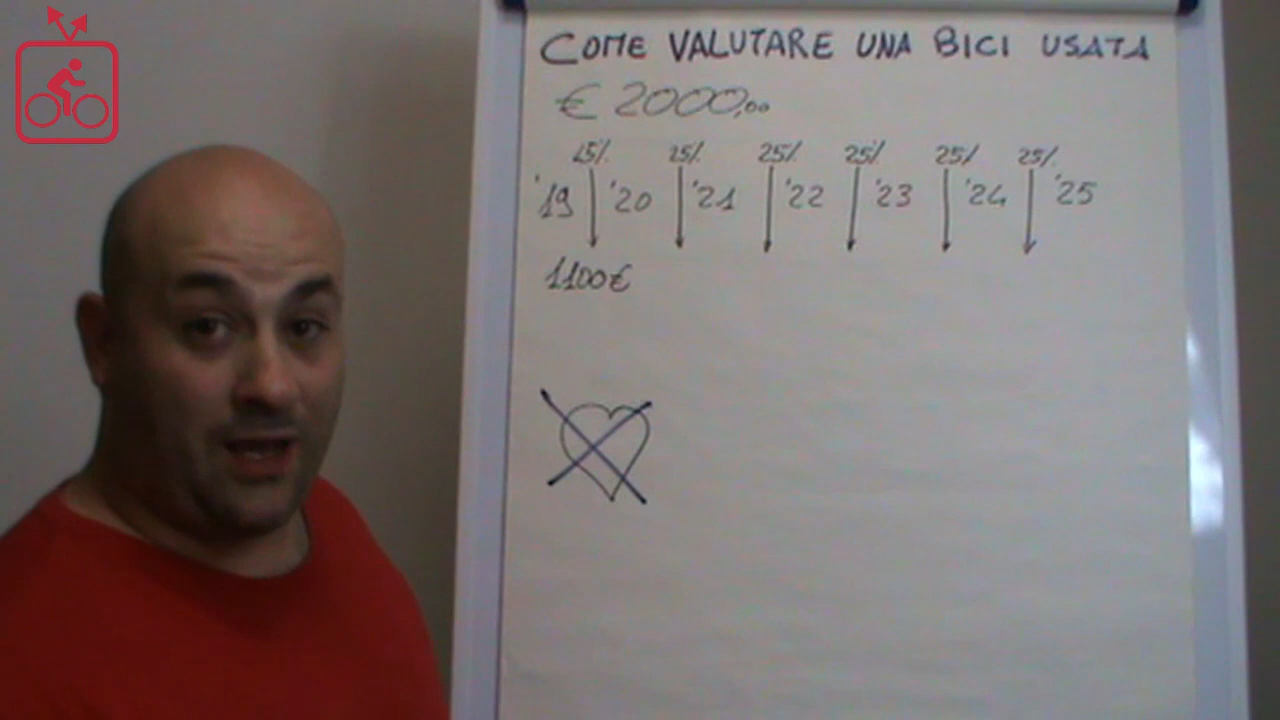 COME VALUTARE UNA BICI USATA
€ 2000,00
25% 25% 25% 25% 25%
'19 '20 '21 '22 '23 '24 '25
1100€